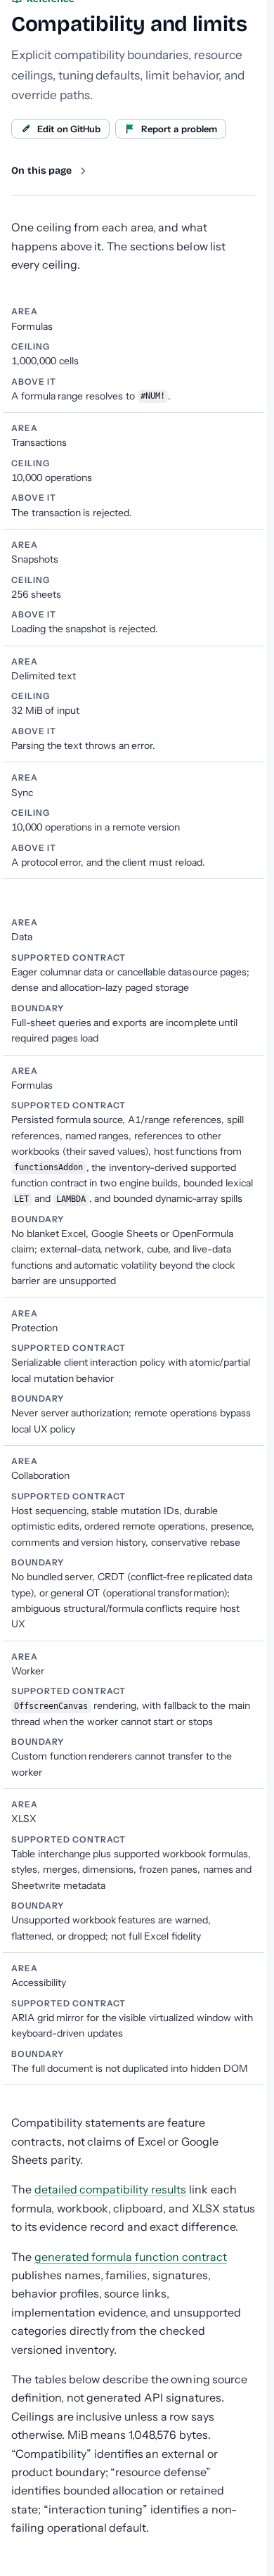 Reference
Compatibility and limits
Explicit compatibility boundaries, resource
ceilings, tuning defaults, limit behavior, and
override paths.
Edit on GitHub
Report a problem
On this page
One ceiling from each area, and what
happens above it. The sections below list
every ceiling.
AREA
Formulas
CEILING
1,000,000 cells
ABOVE IT
A formula range resolves to #NUM!.
AREA
Transactions
CEILING
10,000 operations
ABOVE IT
The transaction is rejected.
AREA
Snapshots
CEILING
256 sheets
ABOVE IT
Loading the snapshot is rejected.
AREA
Delimited text
CEILING
32 MiB of input
ABOVE IT
Parsing the text throws an error.
AREA
Sync
CEILING
10,000 operations in a remote version
ABOVE IT
A protocol error, and the client must reload.
AREA
Data
SUPPORTED CONTRACT
Eager columnar data or cancellable datasource pages;
dense and allocation-lazy paged storage
BOUNDARY
Full-sheet queries and exports are incomplete until
required pages load
AREA
Formulas
SUPPORTED CONTRACT
Persisted formula source, A1/range references, spill
references, named ranges, references to other
workbooks (their saved values), host functions from
functionsAddon, the inventory-derived supported
function contract in two engine builds, bounded lexical
LET and LAMBDA, and bounded dynamic-array spills
BOUNDARY
No blanket Excel, Google Sheets or OpenFormula
claim; external-data, network, cube, and live-data
functions and automatic volatility beyond the clock
barrier are unsupported
AREA
Protection
SUPPORTED CONTRACT
Serializable client interaction policy with atomic/partial
local mutation behavior
BOUNDARY
Never server authorization; remote operations bypass
local UX policy
AREA
Collaboration
SUPPORTED CONTRACT
Host sequencing, stable mutation IDs, durable
optimistic edits, ordered remote operations, presence,
comments and version history, conservative rebase
BOUNDARY
No bundled server, CRDT (conflict-free replicated data
type), or general OT (operational transformation);
ambiguous structural/formula conflicts require host
UX
AREA
Worker
SUPPORTED CONTRACT
OffscreenCanvas rendering, with fallback to the main
thread when the worker cannot start or stops
BOUNDARY
Custom function renderers cannot transfer to the
worker
AREA
XLSX
SUPPORTED CONTRACT
Table interchange plus supported workbook formulas,
styles, merges, dimensions, frozen panes, names and
Sheetwrite metadata
BOUNDARY
Unsupported workbook features are warned,
flattened, or dropped; not full Excel fidelity
AREA
Accessibility
SUPPORTED CONTRACT
ARIA grid mirror for the visible virtualized window with
keyboard-driven updates
BOUNDARY
The full document is not duplicated into hidden DOM
Compatibility statements are feature
contracts, not claims of Excel or Google
Sheets parity.
The detailed compatibility results link each
formula, workbook, clipboard, and XLSX status
to its evidence record and exact difference.
The generated formula function contract
publishes names, families, signatures,
behavior profiles, source links,
implementation evidence, and unsupported
categories directly from the checked
versioned inventory.
The tables below describe the owning source
definition, not generated API signatures.
Ceilings are inclusive unless a row says
otherwise. MiB means 1,048,576 bytes.
“Compatibility” identifies an external or
product boundary; “resource defense”
identifies bounded allocation or retained
state; “interaction tuning” identifies a non-
failing operational default.